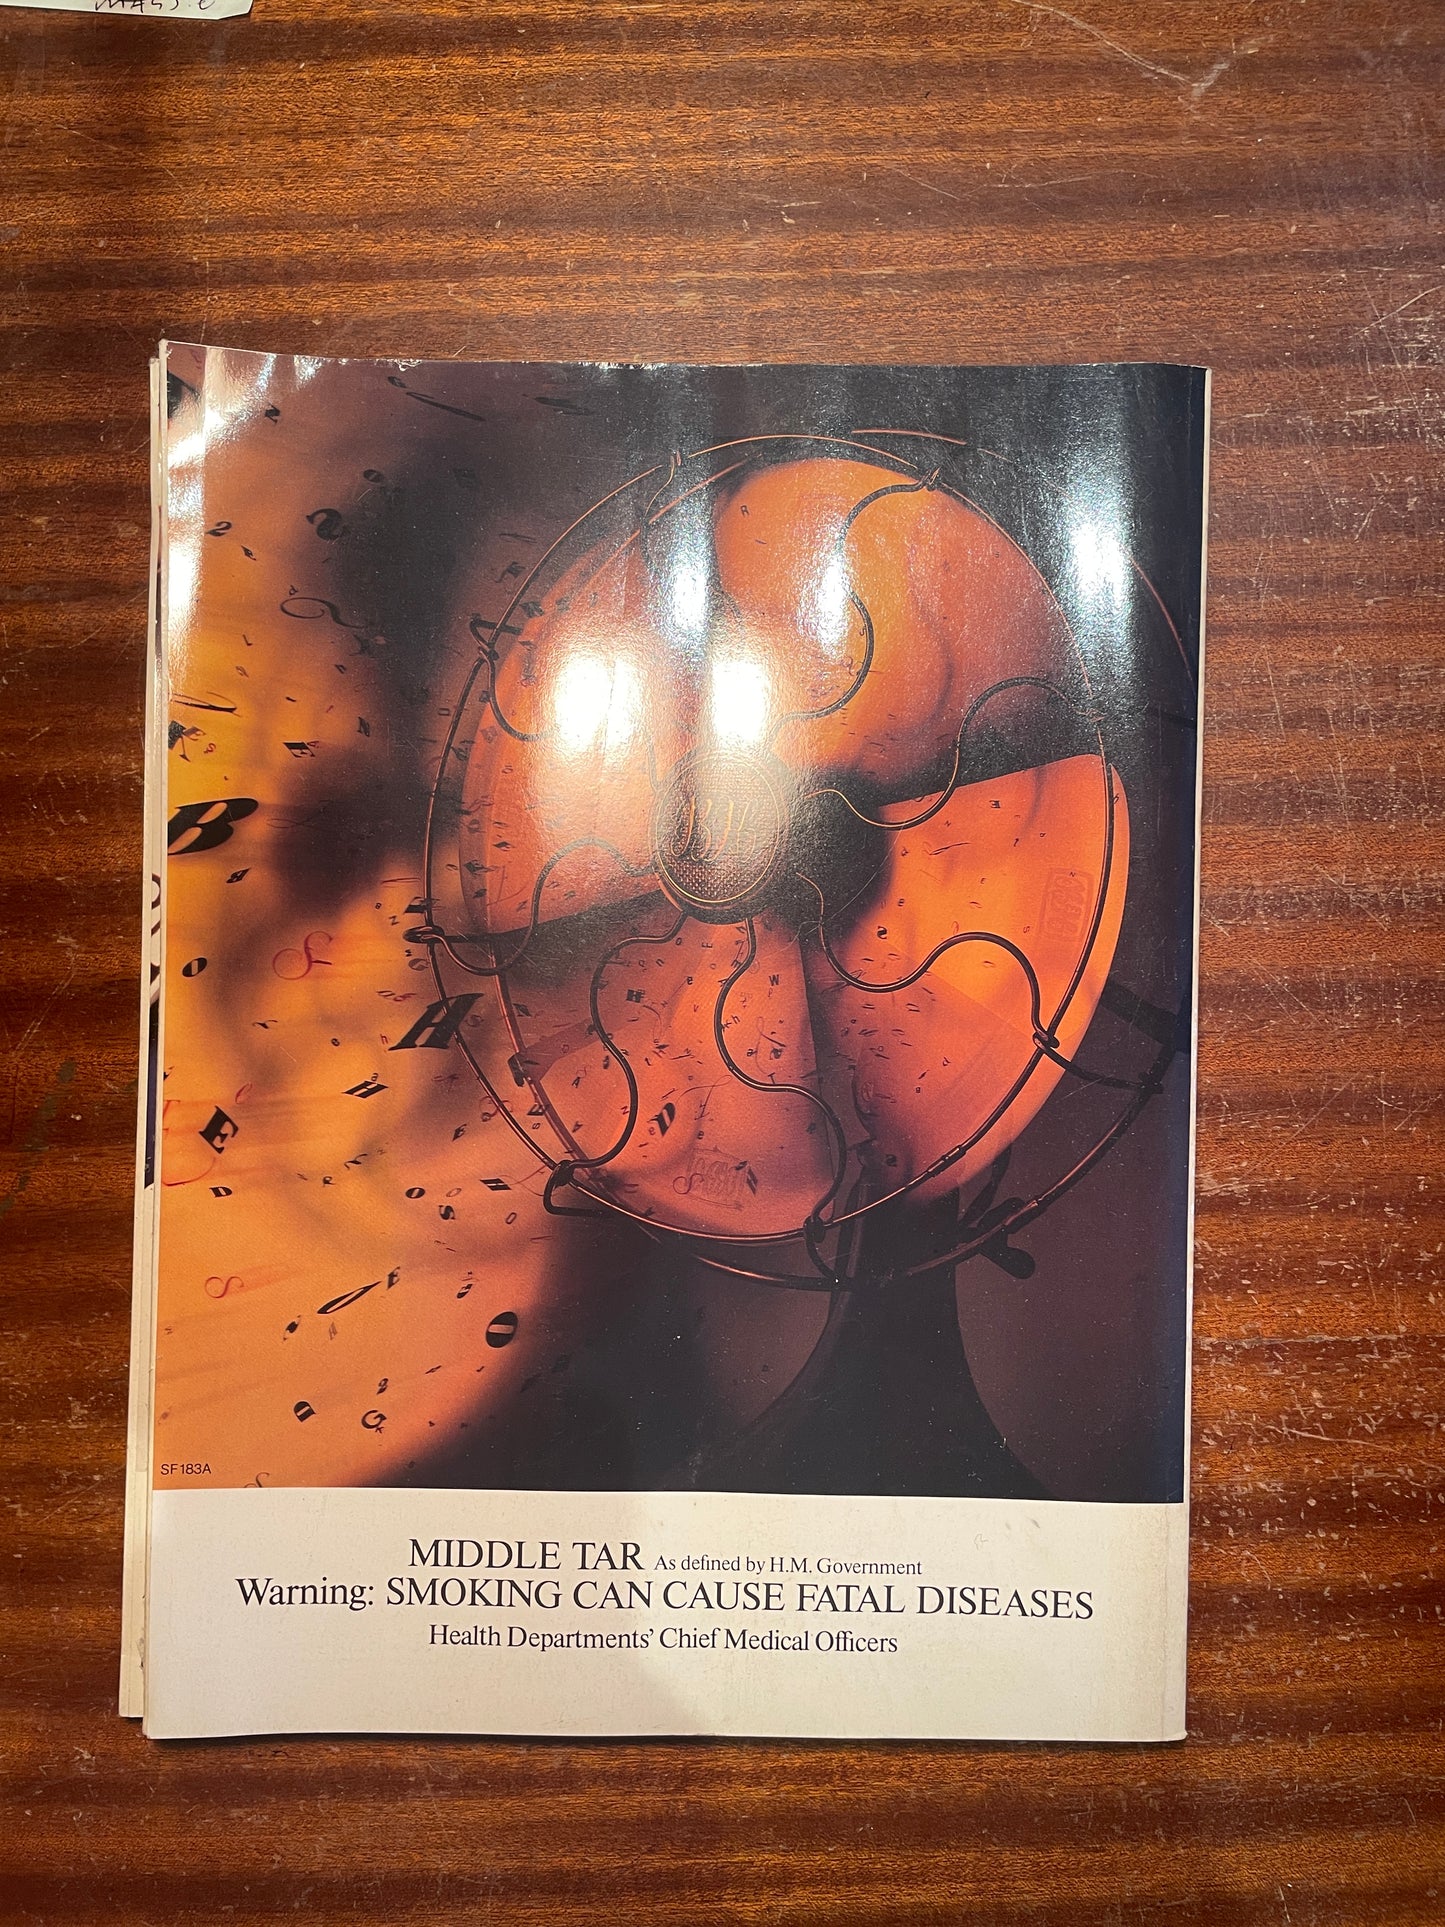 B&H
SF183A
MIDDLE TAR As defined by H.M. Government
Warning: SMOKING CAN CAUSE FATAL DISEASES
Health Departments' Chief Medical Officers